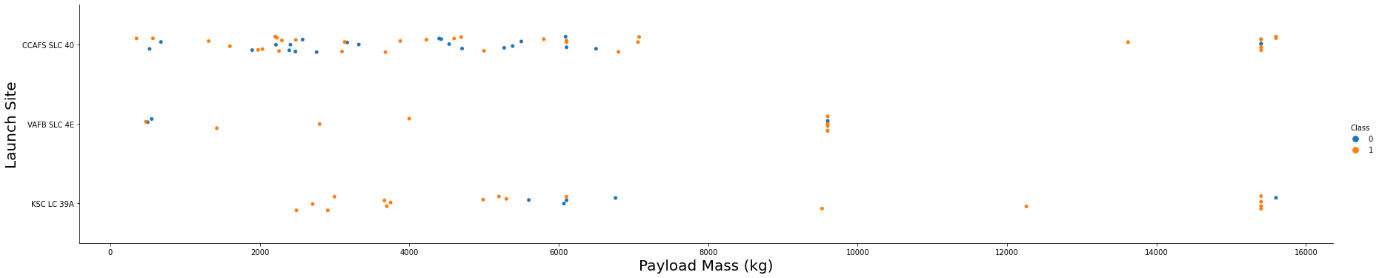 CCAFS SLC 40
VAFB SLC 4E
KSC LC 39A
Launch Site
0 2000 4000 6000 8000 10000 12000 14000 16000
Payload Mass (kg)
Class
0
1